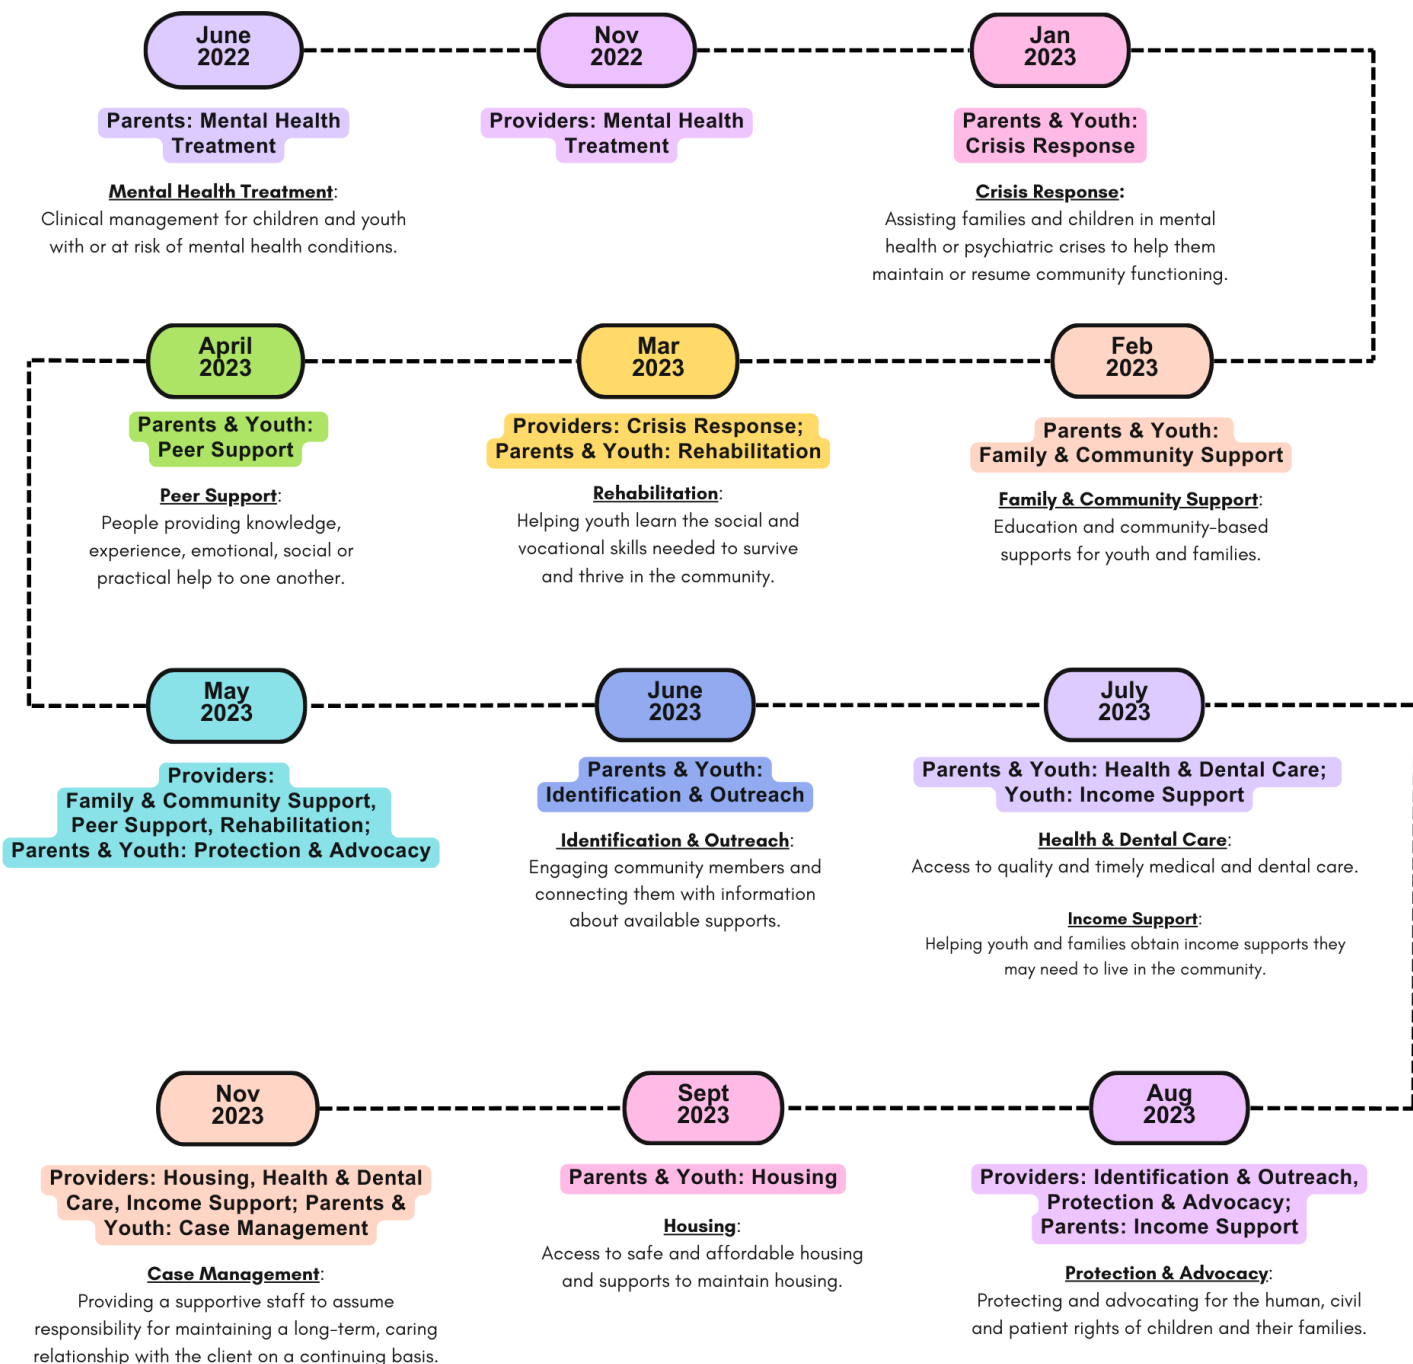 June
2022
Parents: Mental Health
Treatment
Mental Health Treatment:
Clinical management for children and youth
with or at risk of mental health conditions.
Nov
2022
Providers: Mental Health
Treatment
Jan
2023
Parents & Youth:
Crisis Response
Crisis Response:
Assisting families and children in mental
health or psychiatric crises to help them
maintain or resume community functioning.
Feb
2023
Parents & Youth:
Family & Community Support
Family & Community Support:
Education and community-based
supports for youth and families.
Mar
2023
Providers: Crisis Response;
Parents & Youth: Rehabilitation
Rehabilitation:
Helping youth learn the social and
vocational skills needed to survive
and thrive in the community.
April
2023
Parents & Youth:
Peer Support
Peer Support:
People providing knowledge,
experience, emotional, social or
practical help to one another.
May
2023
Providers:
Family & Community Support,
Peer Support, Rehabilitation;
Parents & Youth: Protection & Advocacy
June
2023
Parents & Youth:
Identification & Outreach
Identification & Outreach:
Engaging community members and
connecting them with information
about available supports.
July
2023
Parents & Youth: Health & Dental Care;
Youth: Income Support
Health & Dental Care:
Access to quality and timely medical and dental care.
Income Support:
Helping youth and families obtain income supports they
may need to live in the community.
Aug
2023
Providers: Identification & Outreach,
Protection & Advocacy;
Parents: Income Support
Protection & Advocacy:
Protecting and advocating for the human, civil
and patient rights of children and their families.
Sept
2023
Parents & Youth: Housing
Housing:
Access to safe and affordable housing
and supports to maintain housing.
Nov
2023
Providers: Housing, Health & Dental
Care, Income Support; Parents &
Youth: Case Management
Case Management:
Providing a supportive staff to assume
responsibility for maintaining a long-term, caring
relationship with the client on a continuing basis.